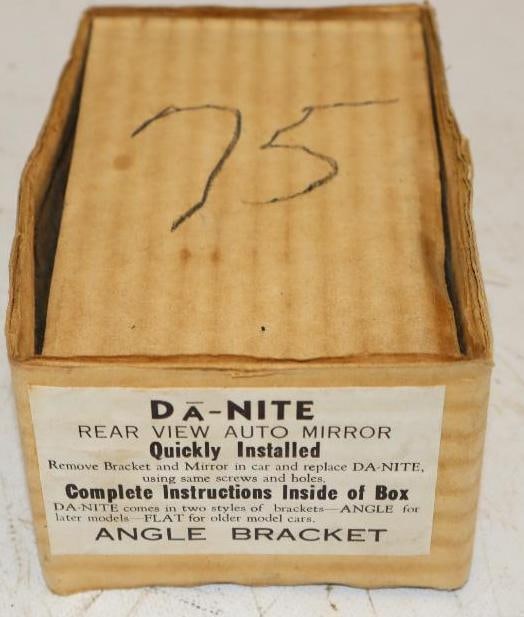 75
DĀ-NITE
REAR VIEW AUTO MIRROR
Quickly Installed
Remove Bracket and Mirror in car and replace DA-NITE,
using same screws and holes.
Complete Instructions Inside of Box
DA-NITE comes in two styles of brackets—ANGLE for
later models—FLAT for older model cars.
ANGLE BRACKET